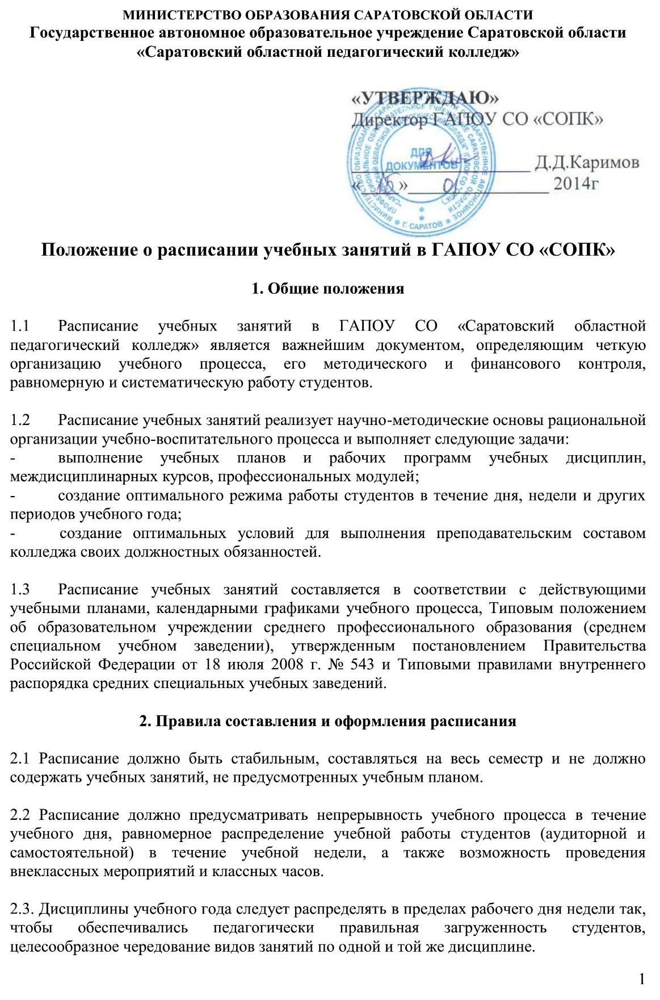 МИНИСТЕРСТВО ОБРАЗОВАНИЯ САРАТОВСКОЙ ОБЛАСТИ
Государственное автономное образовательное учреждение Саратовской области
«Саратовский областной педагогический колледж»
«УТВЕРЖДАЮ»
Директор ГАПОУ СО «СОПК»
ДЛЯ
ДОКУМЕНТОВ
Д.Д.Каримов
«15» 01 2014г
* Г. САРАТОВ *
Положение о расписании учебных занятий в ГАПОУ СО «СОПК»
1. Общие положения
1.1 Расписание учебных занятий в ГАПОУ СО «Саратовский областной
педагогический колледж» является важнейшим документом, определяющим четкую
организацию учебного процесса, его методического и финансового контроля,
равномерную и систематическую работу студентов.
1.2 Расписание учебных занятий реализует научно-методические основы рациональной
организации учебно-воспитательного процесса и выполняет следующие задачи:
- выполнение учебных планов и рабочих программ учебных дисциплин,
междисциплинарных курсов, профессиональных модулей;
- создание оптимального режима работы студентов в течение дня, недели и других
периодов учебного года;
- создание оптимальных условий для выполнения преподавательским составом
колледжа своих должностных обязанностей.
1.3 Расписание учебных занятий составляется в соответствии с действующими
учебными планами, календарными графиками учебного процесса, Типовым положением
об образовательном учреждении среднего профессионального образования (среднем
специальном учебном заведении), утвержденным постановлением Правительства
Российской Федерации от 18 июля 2008 г. № 543 и Типовыми правилами внутреннего
распорядка средних специальных учебных заведений.
2. Правила составления и оформления расписания
2.1 Расписание должно быть стабильным, составляться на весь семестр и не должно
содержать учебных занятий, не предусмотренных учебным планом.
2.2 Расписание должно предусматривать непрерывность учебного процесса в течение
учебного дня, равномерное распределение учебной работы студентов (аудиторной и
самостоятельной) в течение учебной недели, а также возможность проведения
внеклассных мероприятий и классных часов.
2.3. Дисциплины учебного года следует распределять в пределах рабочего дня недели так,
чтобы обеспечивались педагогически правильная загруженность студентов,
целесообразное чередование видов занятий по одной и той же дисциплине.
1